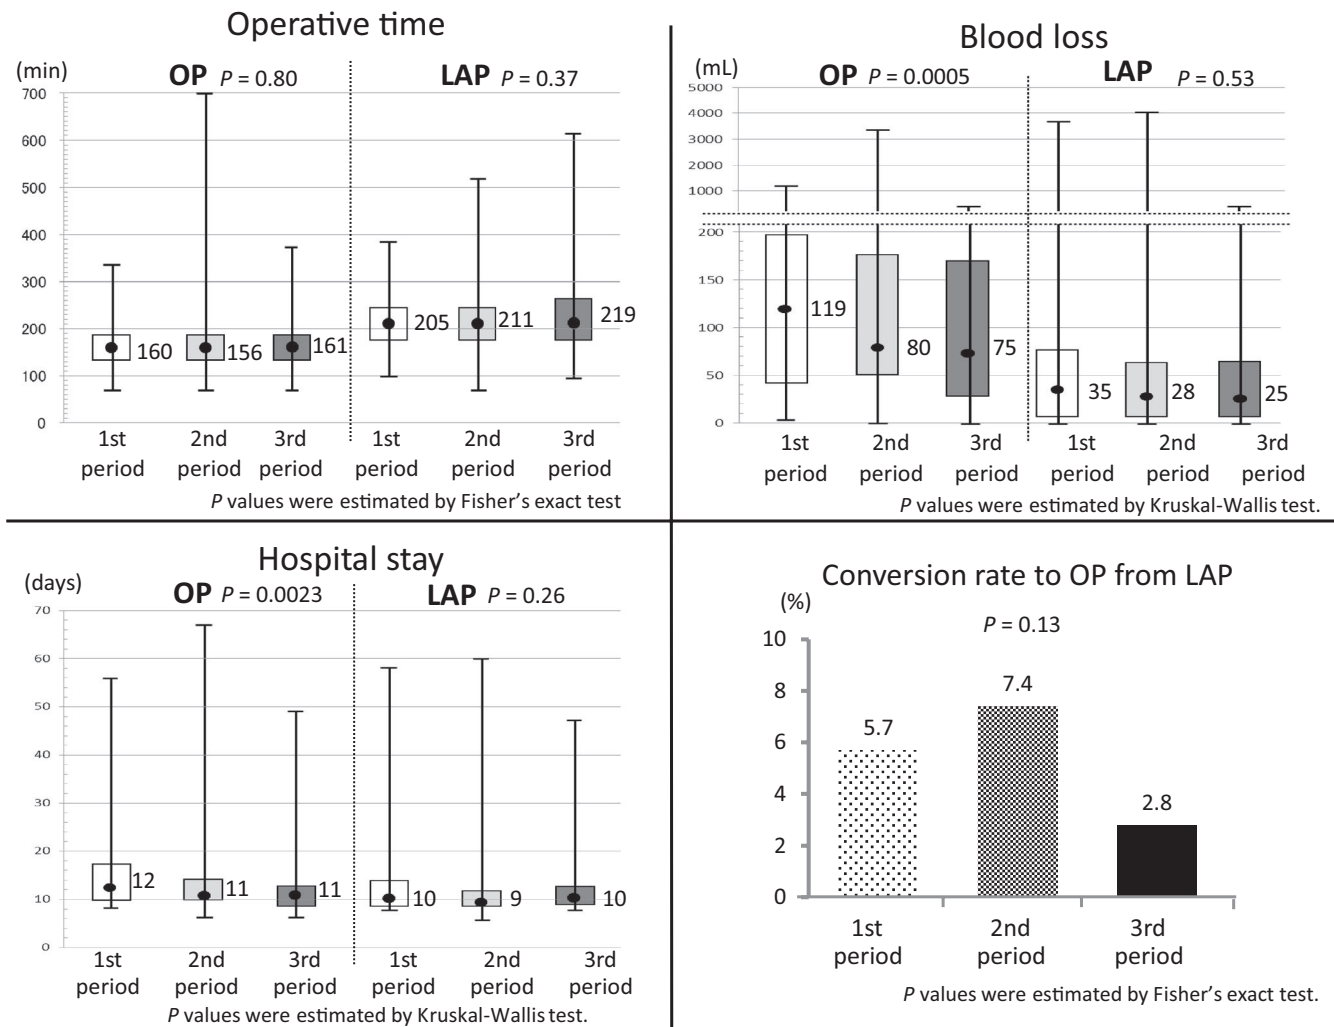 Operative time
(min)
OP P = 0.80
LAP P = 0.37
700
600
500
400
300
200
100
0
160
156
161
205
211
219
1st period
2nd period
3rd period
1st period
2nd period
3rd period
P values were estimated by Fisher’s exact test
Blood loss
(mL)
OP P = 0.0005
LAP P = 0.53
5000
4000
3000
2000
1000
200
150
100
50
0
119
80
75
35
28
25
1st period
2nd period
3rd period
1st period
2nd period
3rd period
P values were estimated by Kruskal-Wallis test.
Hospital stay
(days)
OP P = 0.0023
LAP P = 0.26
70
60
50
40
30
20
10
0
12
11
11
10
9
10
1st period
2nd period
3rd period
1st period
2nd period
3rd period
P values were estimated by Kruskal-Wallis test.
Conversion rate to OP from LAP
(%)
P = 0.13
10
8
6
4
2
0
5.7
7.4
2.8
1st period
2nd period
3rd period
P values were estimated by Fisher’s exact test.